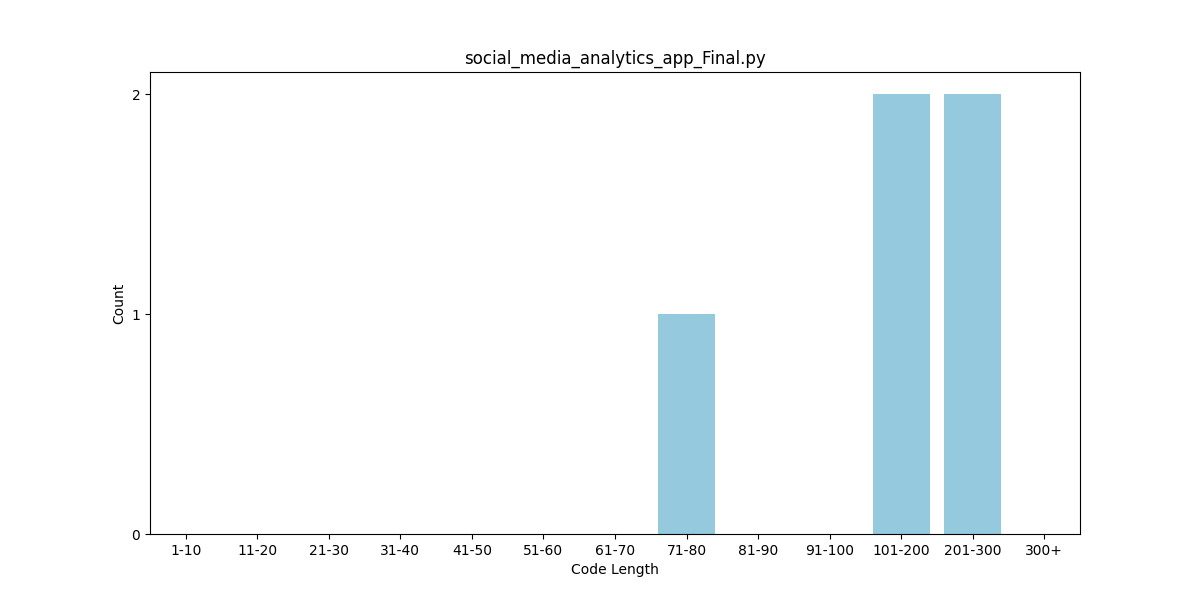 social_media_analytics_app_Final.py
2
1
0
Count
1-10 11-20 21-30 31-40 41-50 51-60 61-70 71-80 81-90 91-100 101-200 201-300 300+
Code Length